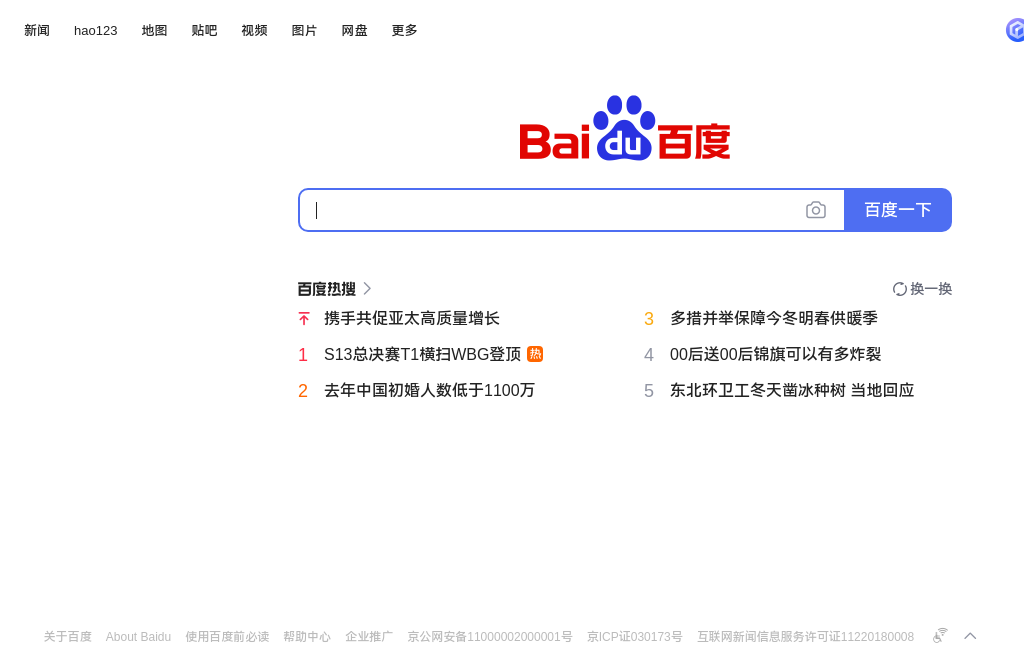 新闻 hao123 地图 贴吧 视频 图片 网盘 更多
Bai du 百度
百度一下
百度热搜 换一换
携手共促亚太高质量增长
1 S13总决赛T1横扫WBG登顶 热
2 去年中国初婚人数低于1100万
3 多措并举保障今冬明春供暖季
4 00后送00后锦旗可以有多炸裂
5 东北环卫工冬天凿冰种树 当地回应
关于百度 About Baidu 使用百度前必读 帮助中心 企业推广 京公网安备11000002000001号 京ICP证030173号 互联网新闻信息服务许可证11220180008